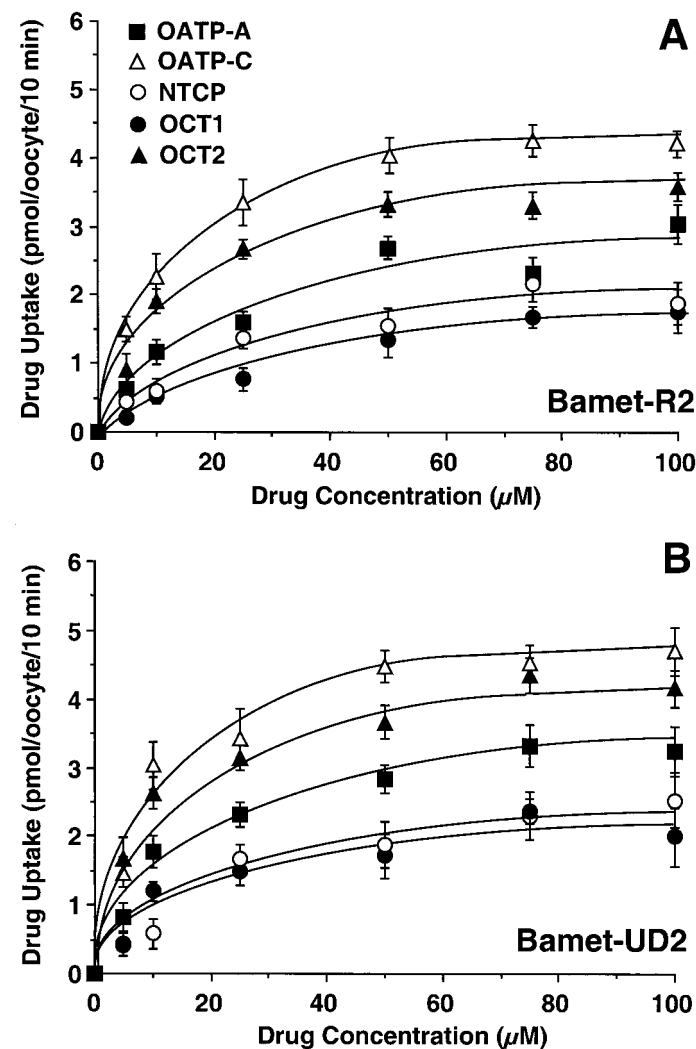 A
OATP-A
OATP-C
NTCP
OCT1
OCT2
6
5
4
3
2
1
0
Drug Uptake (pmol/oocyte/10 min)
Bamet-R2
0 20 40 60 80 100
Drug Concentration (µM)
B
6
5
4
3
2
1
0
Drug Uptake (pmol/oocyte/10 min)
Bamet-UD2
0 20 40 60 80 100
Drug Concentration (µM)